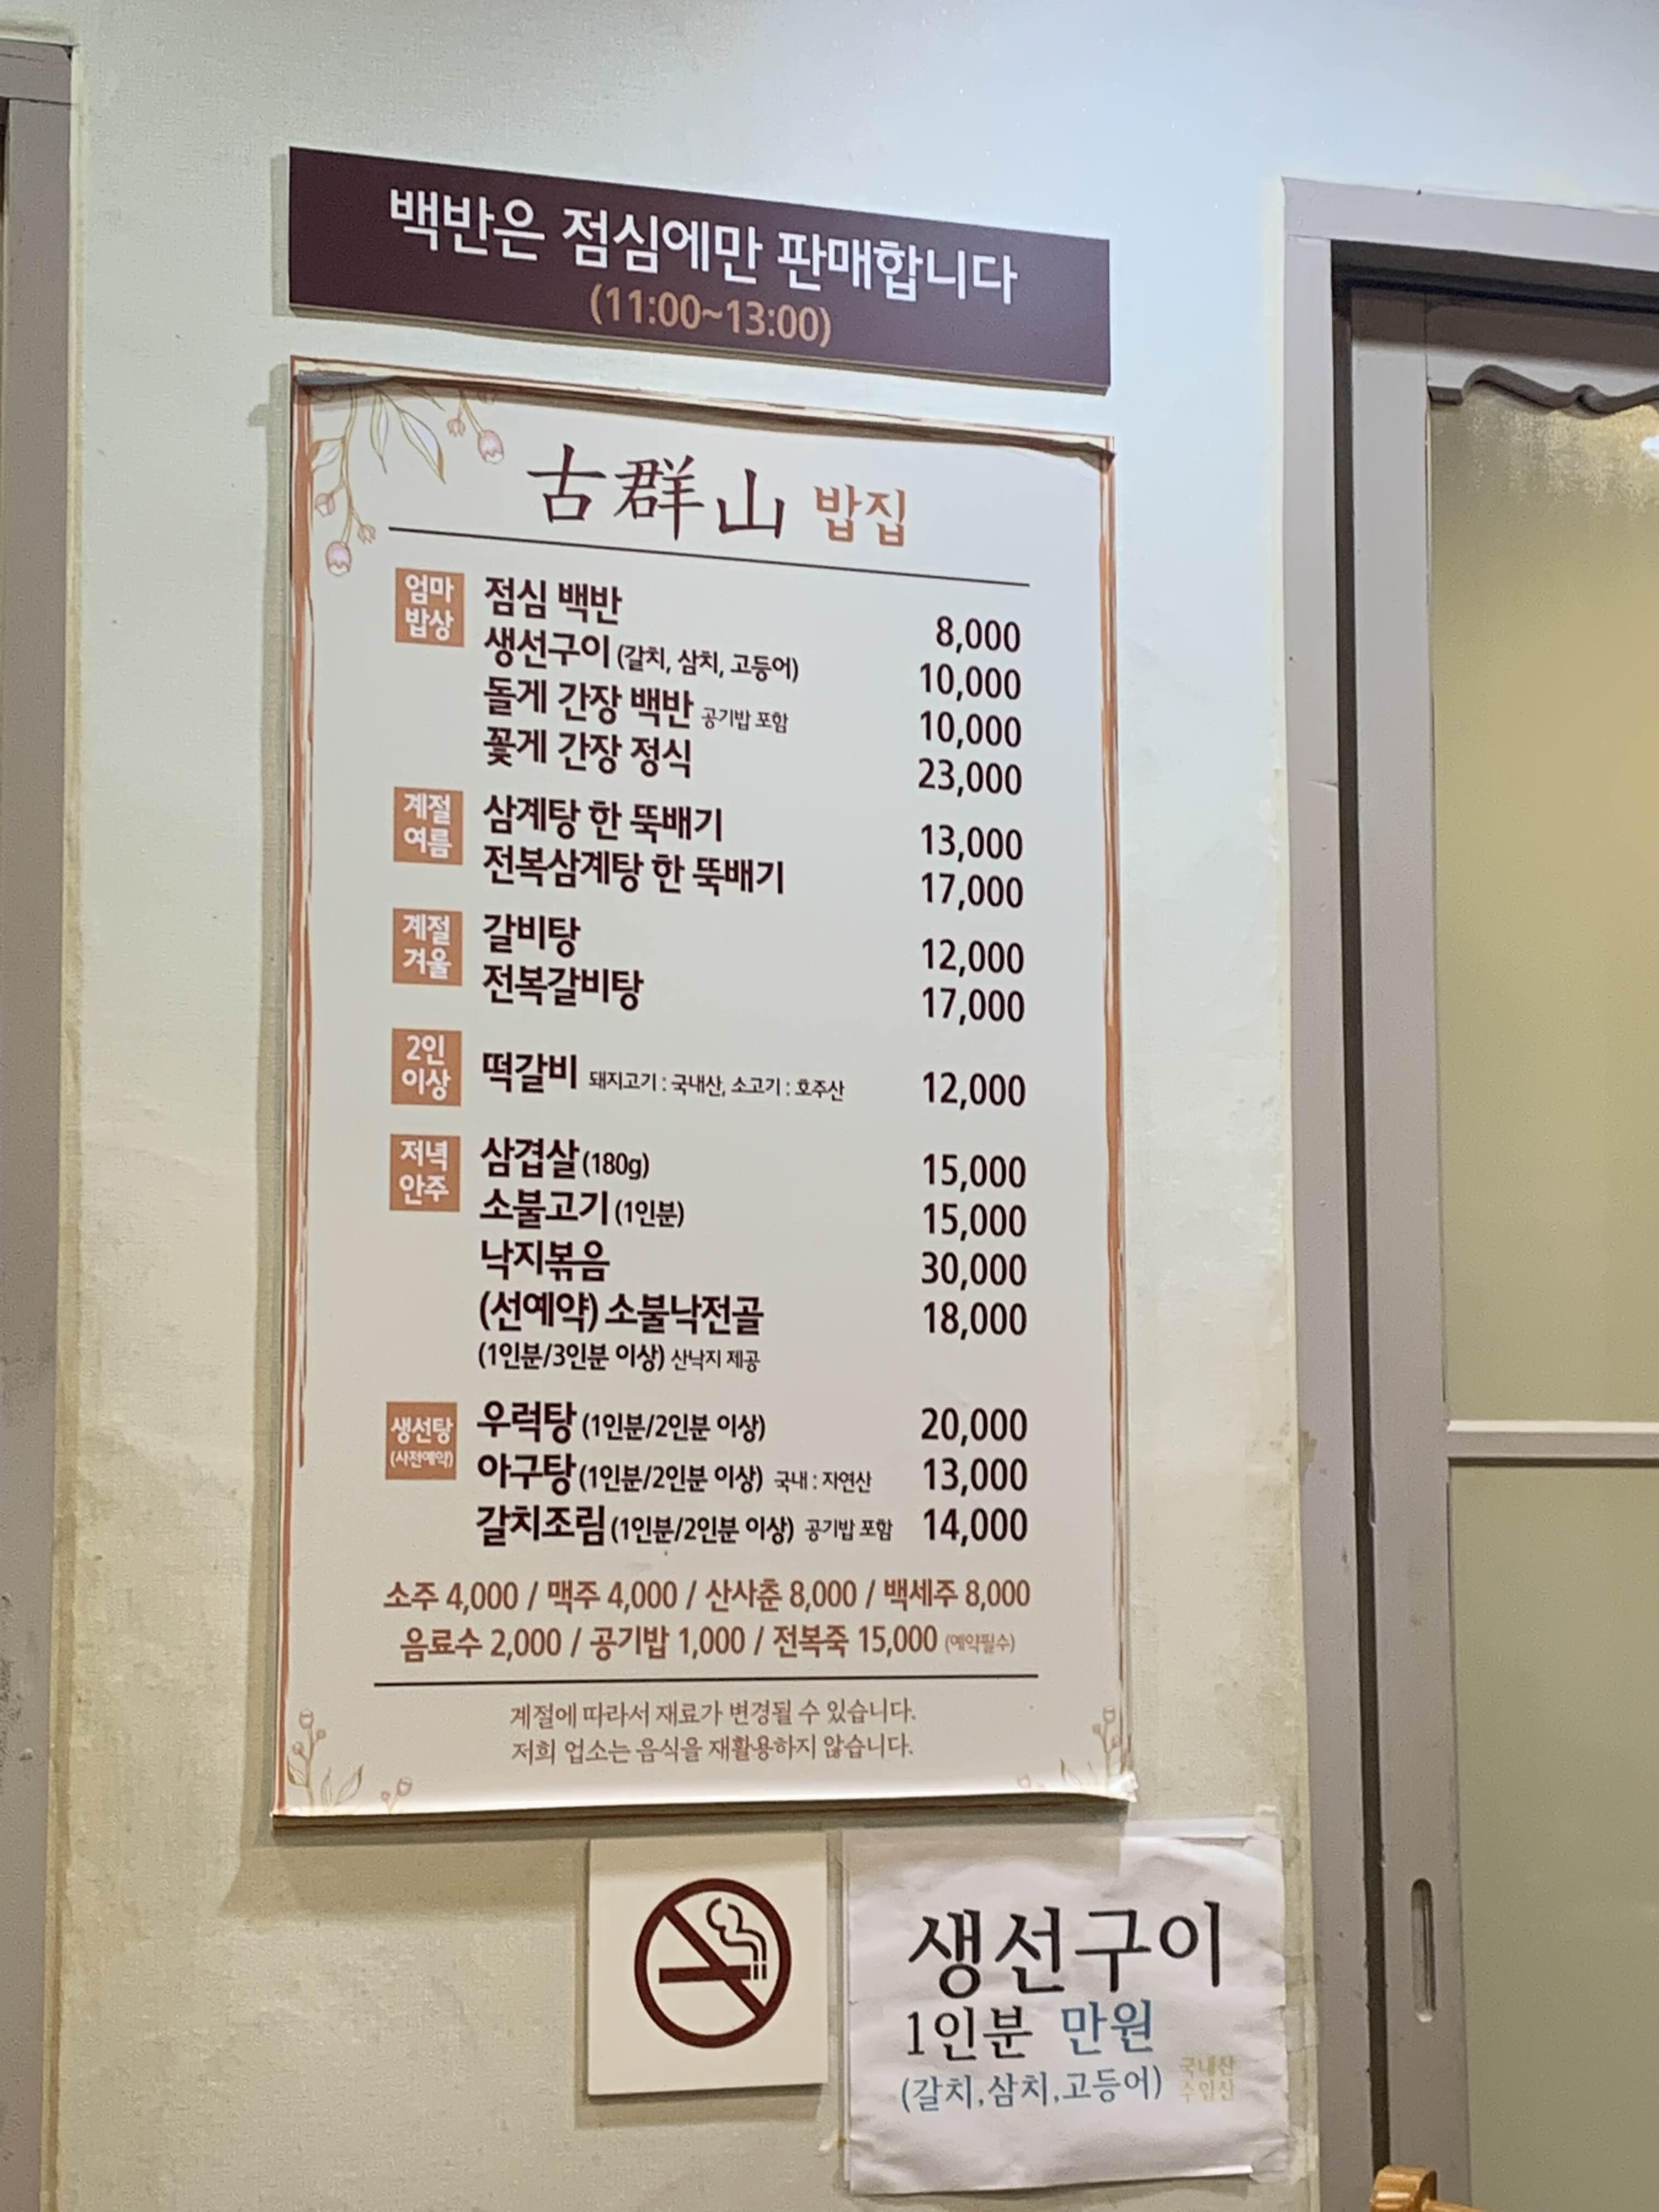 백반은 점심에만 판매합니다
(11:00~13:00)
古群山 밥집
엄마 밥상
점심 백반 8,000
생선구이 (갈치, 삼치, 고등어) 10,000
돌게 간장 백반 공기밥 포함 10,000
꽃게 간장 정식 23,000
계절 여름
삼계탕 한 뚝배기 13,000
전복삼계탕 한 뚝배기 17,000
계절 겨울
갈비탕 12,000
전복갈비탕 17,000
2인 이상
떡갈비 돼지고기 : 국내산, 소고기 : 호주산 12,000
저녁 안주
삼겹살 (180g) 15,000
소불고기 (1인분) 15,000
낙지볶음 30,000
(선예약) 소불낙전골 18,000
(1인분/3인분 이상) 산낙지 제공
생선탕 (사전예약)
우럭탕 (1인분/2인분 이상) 20,000
아구탕 (1인분/2인분 이상) 국내 : 자연산 13,000
갈치조림 (1인분/2인분 이상) 공기밥 포함 14,000
소주 4,000 / 맥주 4,000 / 산사춘 8,000 / 백세주 8,000
음료수 2,000 / 공기밥 1,000 / 전복죽 15,000 (예약필수)
계절에 따라서 재료가 변경될 수 있습니다.
저희 업소는 음식을 재활용하지 않습니다.
생선구이
1인분 만원
(갈치,삼치,고등어) 국내산
수입산